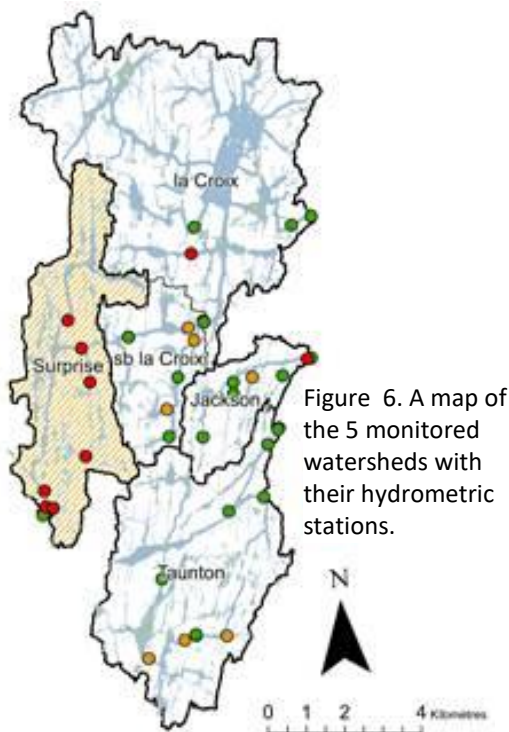 la Croix
Surprise
sb la Croix
Jackson
Figure 6. A map of
the 5 monitored
watersheds with
their hydrometric
stations.
Taunton
N
0 1 2 4 Kilometres